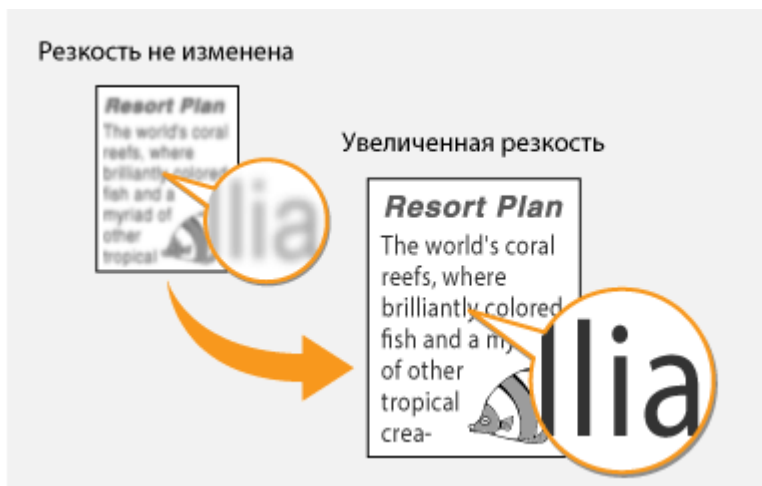 Резкость не изменена
Resort Plan
The world's coral
reefs, where
brilliantly colored
fish and a
myriad of
other
tropical
lia
Увеличенная резкость
Resort Plan
The world's coral
reefs, where
brilliantly colored
fish and a my
of other
tropical
crea-
llia